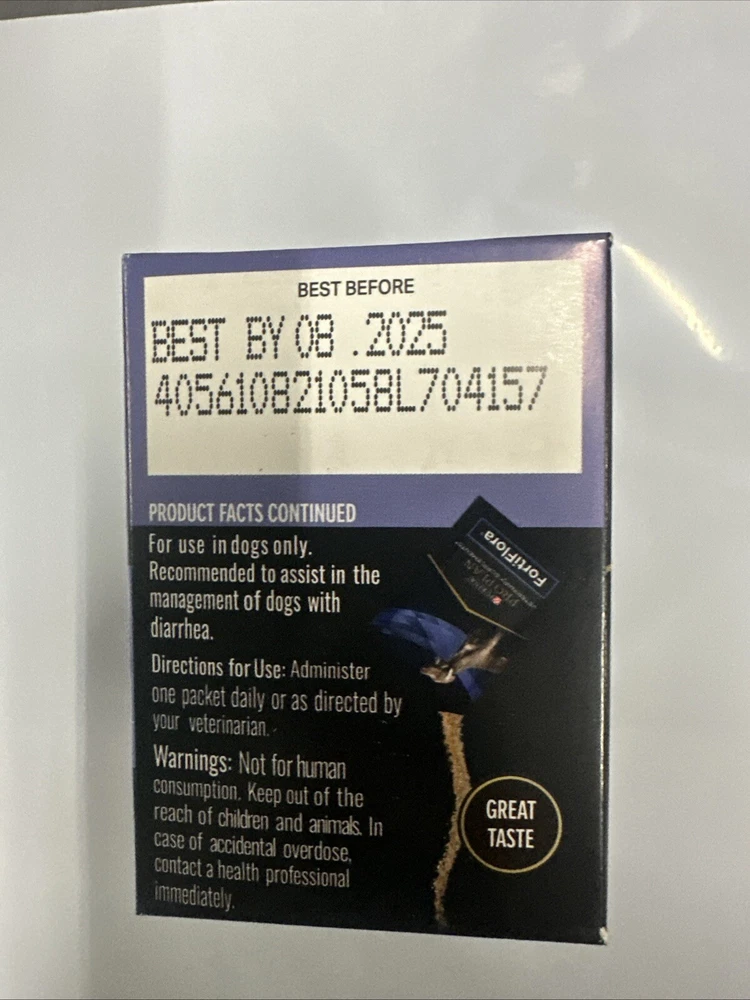 BEST BEFORE
BEST BY 08 .2025
405610821058L704157
PRODUCT FACTS CONTINUED
For use in dogs only.
Recommended to assist in the
management of dogs with
diarrhea.
Directions for Use: Administer
one packet daily or as directed by
your veterinarian.
Warnings: Not for human
consumption. Keep out of the
reach of children and animals. In
case of accidental overdose,
contact a health professional
immediately.
FortiFlora
PRO PLAN
GREAT
TASTE